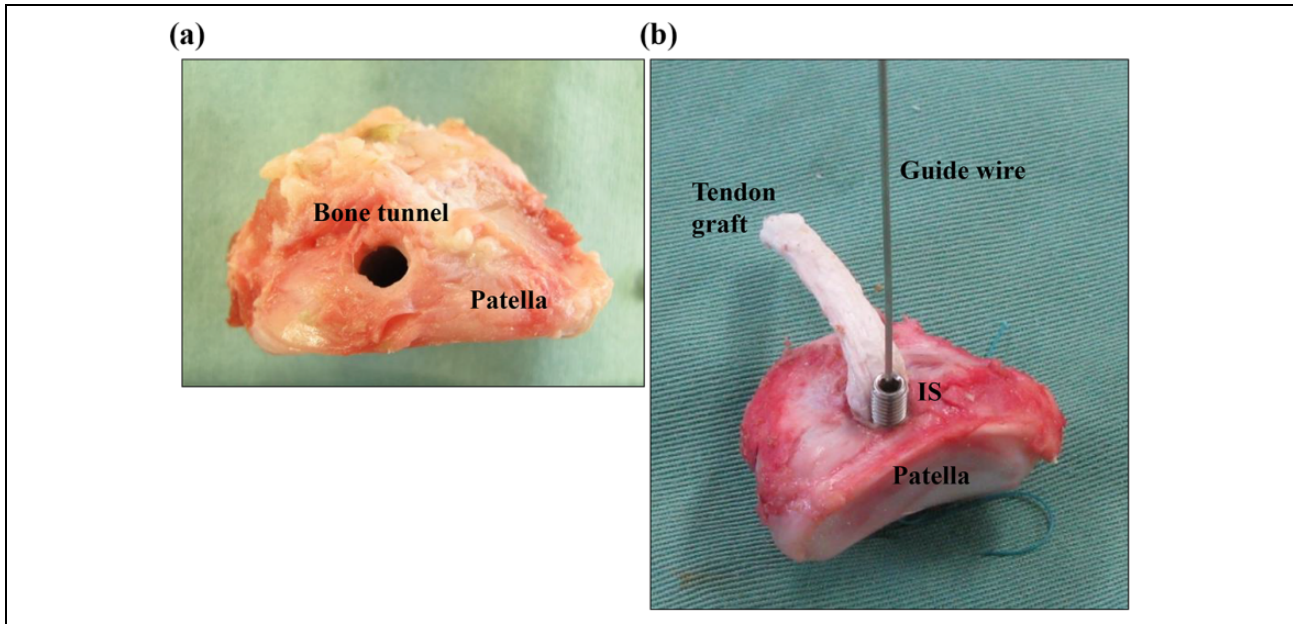 (a)
Bone tunnel
Patella
(b)
Guide wire
Tendon
graft
IS
Patella